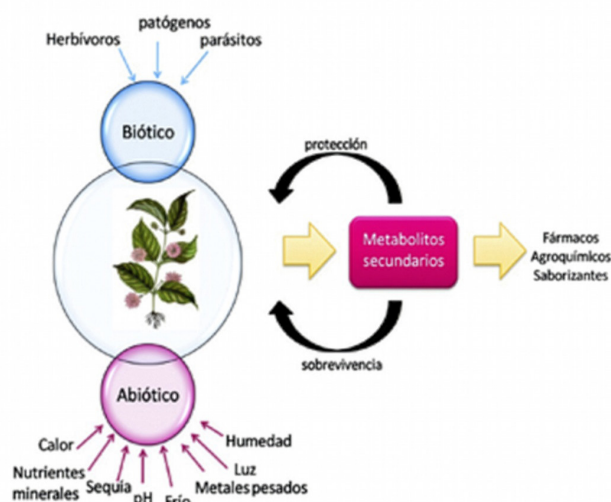 patógenos
Herbívoros
parásitos
Biótico
protección
Metabolitos
secundarios
Fármacos
Agroquímicos
Saborizantes
sobrevivencia
Abiótico
Calor
Humedad
Nutrientes
minerales
Sequía
pH
Frío
Luz
Metales pesados